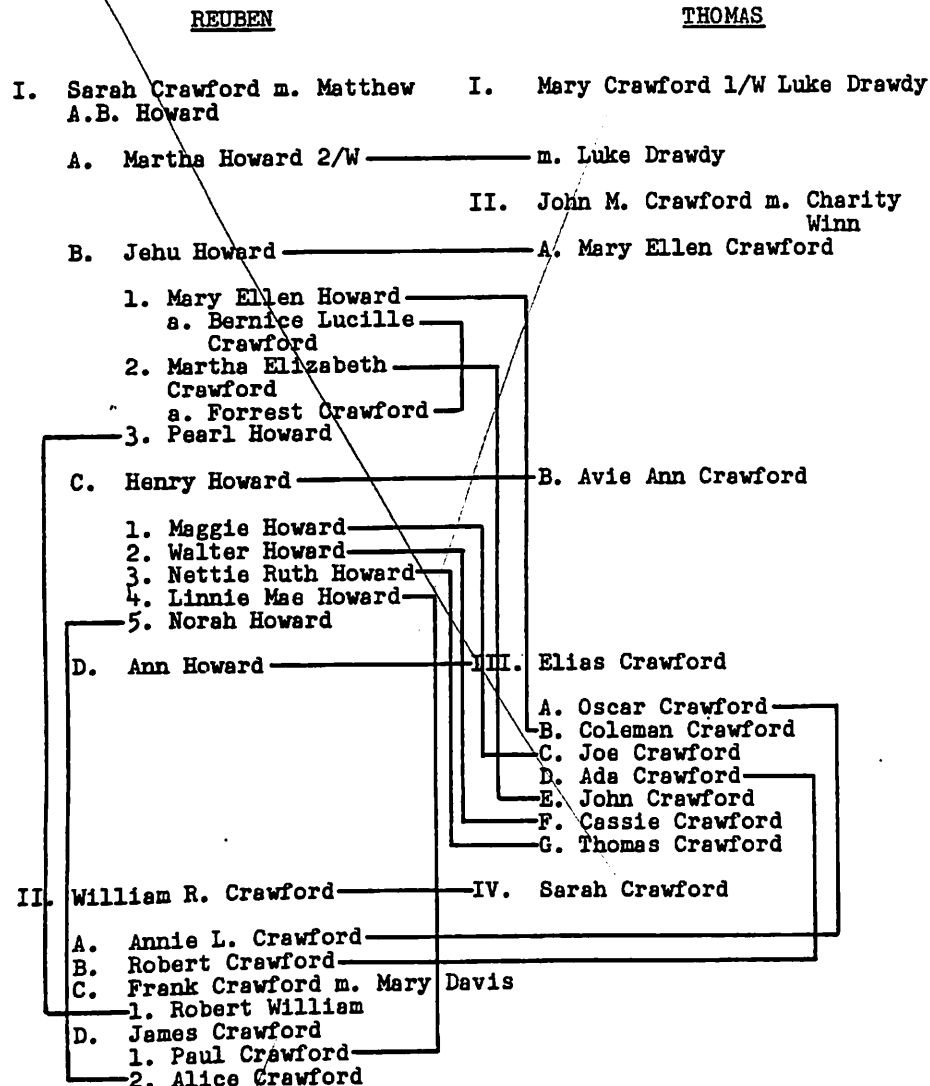 REUBEN THOMAS
I. Sarah Crawford m. Matthew I. Mary Crawford 1/W Luke Drawdy
A.B. Howard
A. Martha Howard 2/W m. Luke Drawdy
II. John M. Crawford m. Charity
Winn
B. Jehu Howard A. Mary Ellen Crawford
1. Mary Ellen Howard
a. Bernice Lucille
Crawford
2. Martha Elizabeth
Crawford
a. Forrest Crawford
3. Pearl Howard
C. Henry Howard B. Avie Ann Crawford
1. Maggie Howard
2. Walter Howard
3. Nettie Ruth Howard
4. Linnie Mae Howard
5. Norah Howard
D. Ann Howard III. Elias Crawford
A. Oscar Crawford
B. Coleman Crawford
C. Joe Crawford
D. Ada Crawford
E. John Crawford
F. Cassie Crawford
G. Thomas Crawford
II. William R. Crawford IV. Sarah Crawford
A. Annie L. Crawford
B. Robert Crawford
C. Frank Crawford m. Mary Davis
1. Robert William
D. James Crawford
1. Paul Crawford
2. Alice Crawford